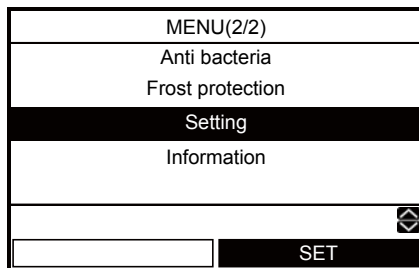 MENU(2/2)
Anti bacteria
Frost protection
Setting
Information
SET